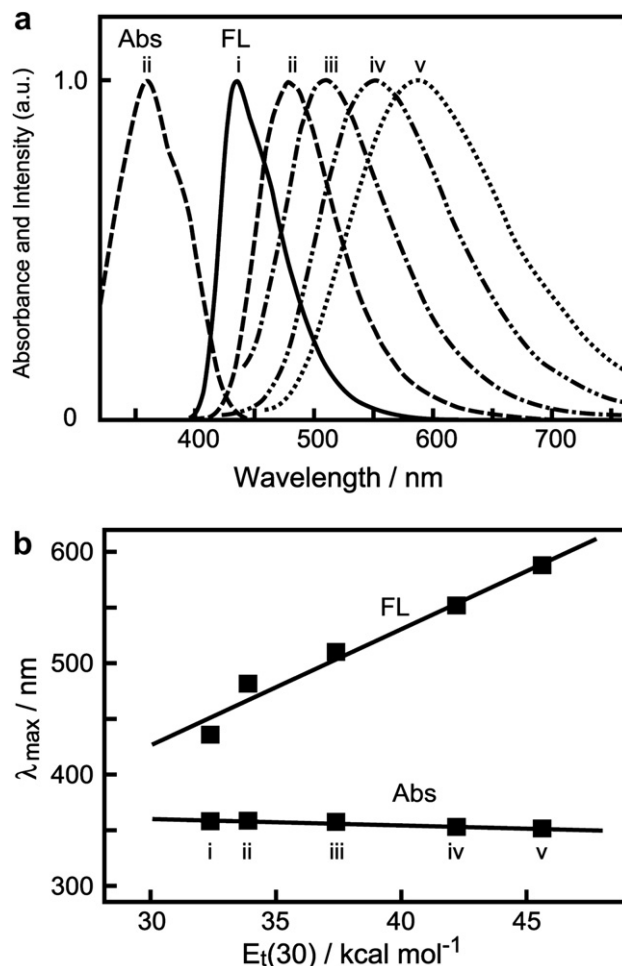 a
Abs FL
ii i ii iii iv v
1.0
0
Absorbance and Intensity (a.u.)
400 500 600 700
Wavelength / nm
b
600
500
400
300
λmax / nm
FL
Abs
i ii iii iv v
30 35 40 45
Et(30) / kcal mol⁻¹